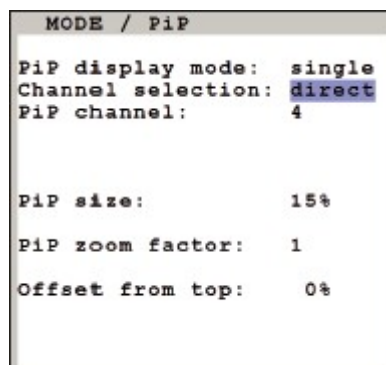 MODE / PiP
PiP display mode: single
Channel selection: direct
PiP channel: 4
PiP size: 15%
PiP zoom factor: 1
Offset from top: 0%